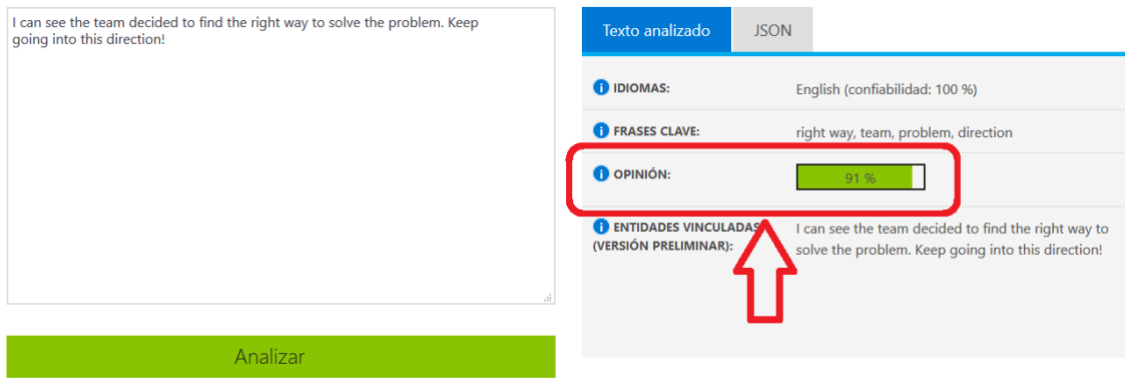 I can see the team decided to find the right way to solve the problem. Keep
going into this direction!
Analizar
Texto analizado
JSON
IDIOMAS:
English (confiabilidad: 100 %)
FRASES CLAVE:
right way, team, problem, direction
OPINIÓN:
91 %
ENTIDADES VINCULADAS
(VERSIÓN PRELIMINAR):
I can see the team decided to find the right way to
solve the problem. Keep going into this direction!